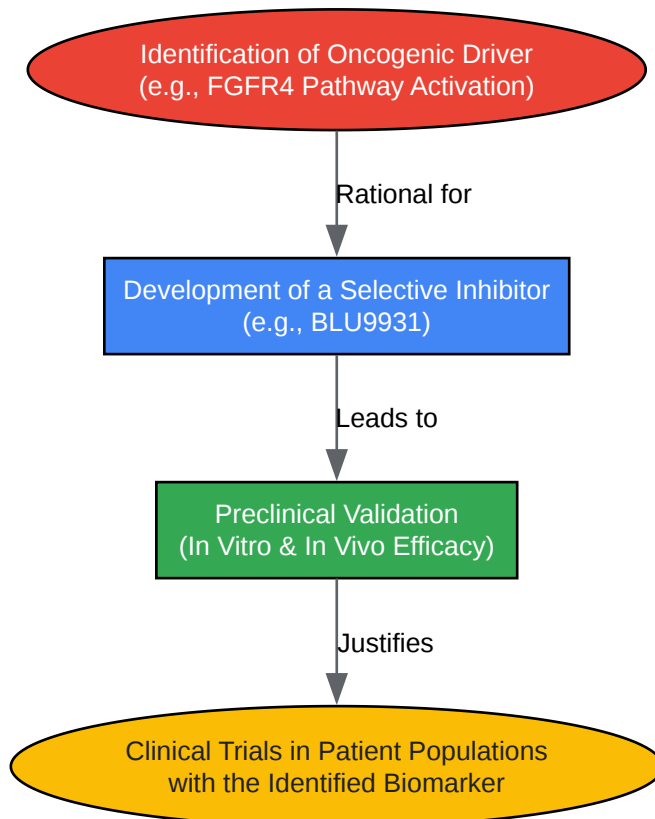 Identification of Oncogenic Driver
(e.g., FGFR4 Pathway Activation)
Rational for
Development of a Selective Inhibitor
(e.g., BLU9931)
Leads to
Preclinical Validation
(In Vitro & In Vivo Efficacy)
Justifies
Clinical Trials in Patient Populations
with the Identified Biomarker